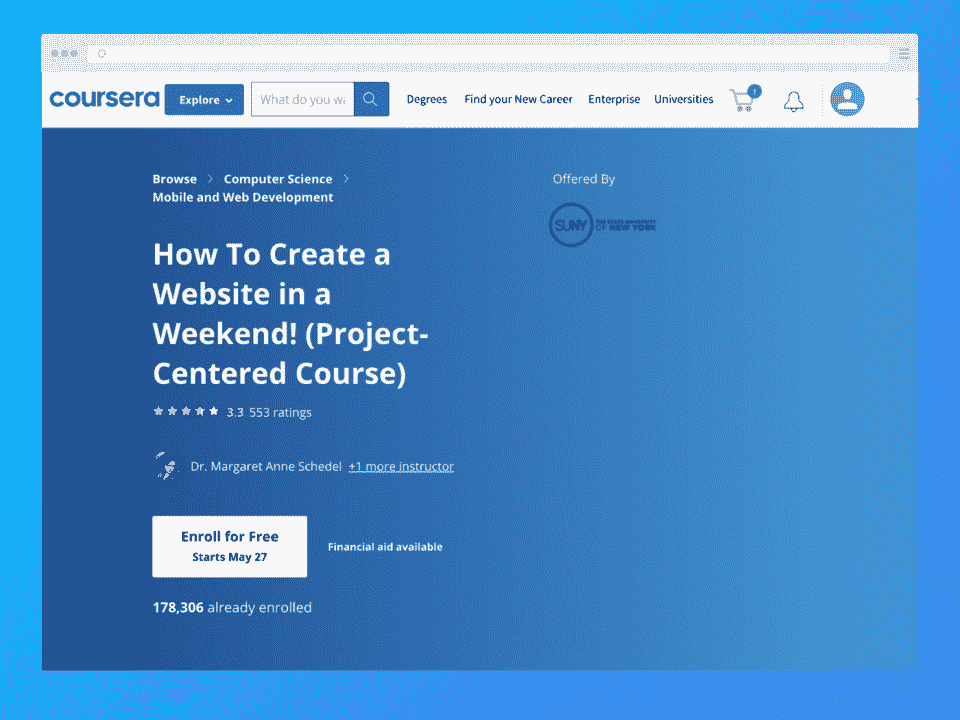 coursera
Explore
What do you wa
Degrees
Find your New Career
Enterprise
Universities
1
Browse > Computer Science >
Mobile and Web Development
Offered By
SUNY
THE STATE UNIVERSITY
OF NEW YORK
How To Create a
Website in a
Weekend! (Project-
Centered Course)
3.3 553 ratings
Dr. Margaret Anne Schedel +1 more instructor
Enroll for Free
Starts May 27
Financial aid available
178,306 already enrolled